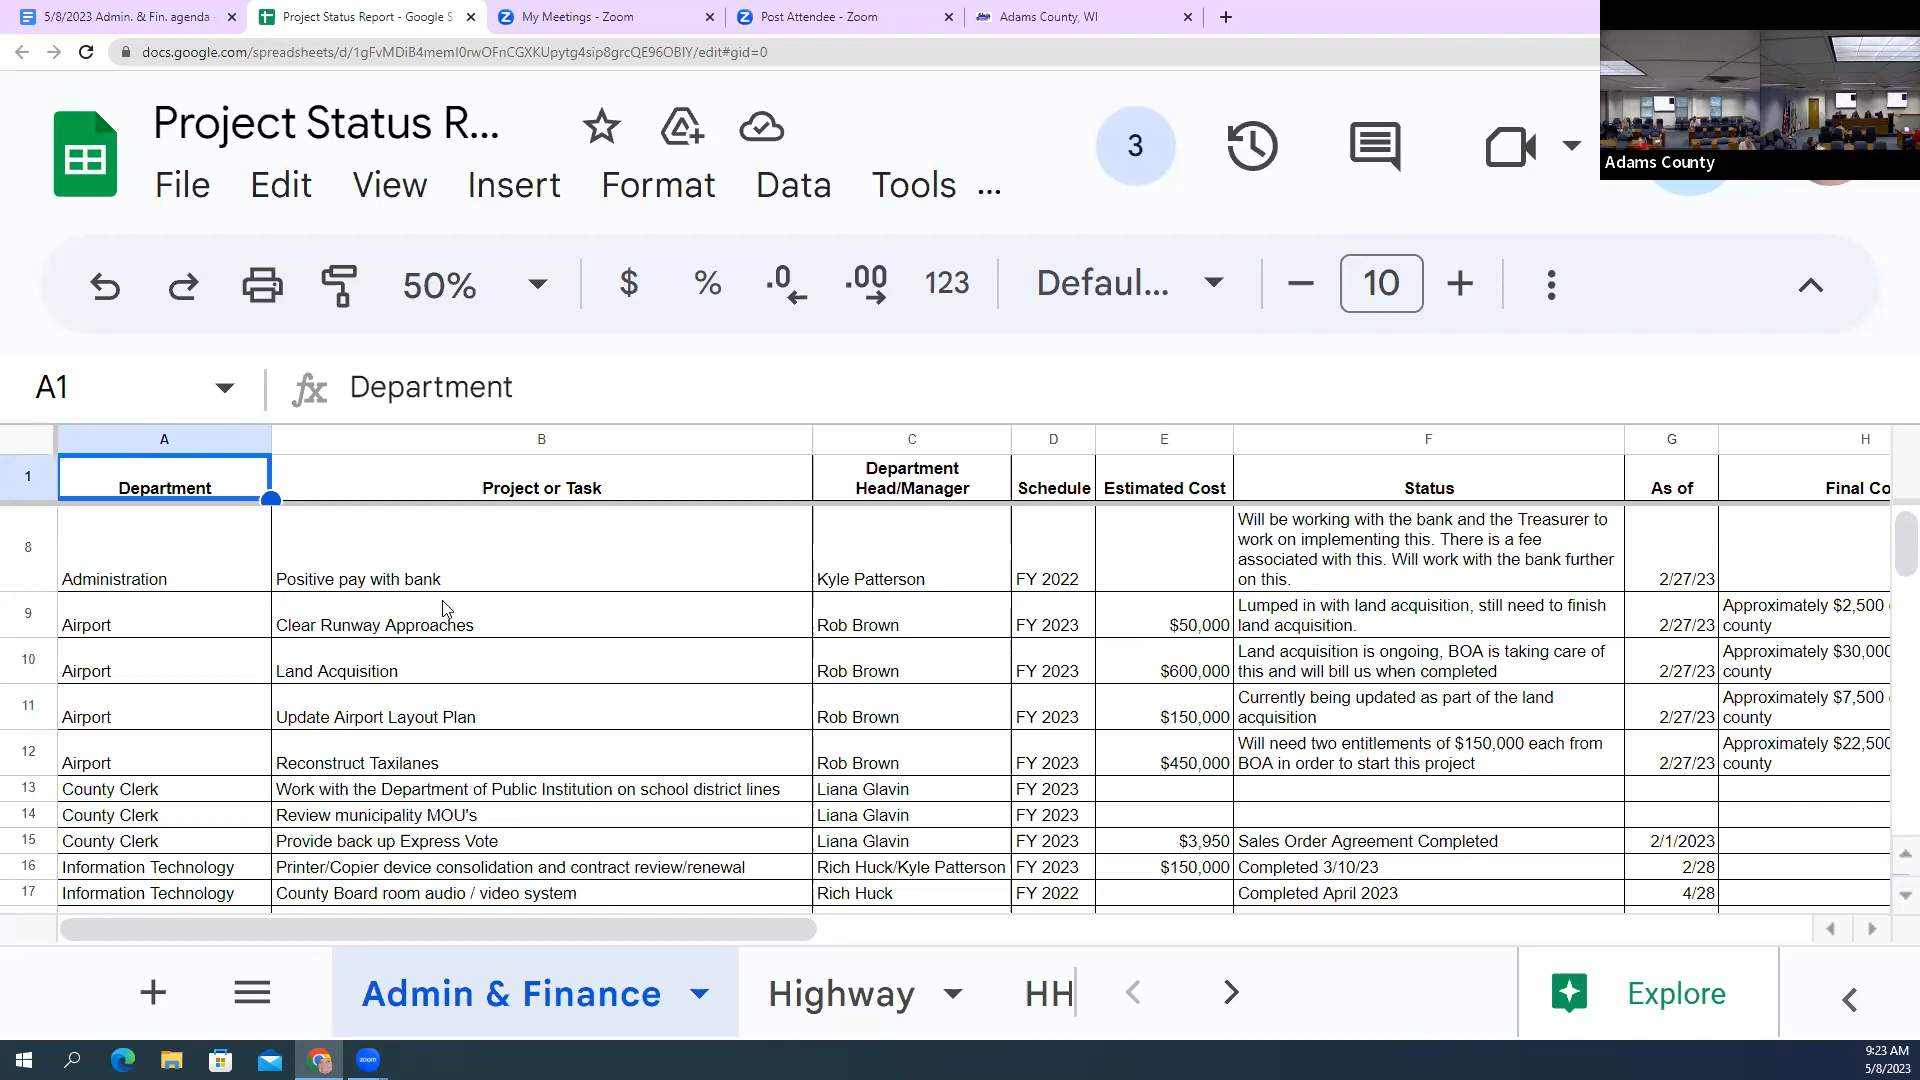 5/8/2023 Admin. & Fin. agenda
Project Status Report - Google S
My Meetings - Zoom
Post Attendee - Zoom
Adams County, WI
docs.google.com/spreadsheets/d/1gFvMDiB4memI0rwOFnCGXKUpytg4sip8grcQE96OBIY/edit#gid=0
Project Status R...
3
Adams County
File Edit View Insert Format Data Tools ...
50% $ % .0 .00 123 Defaul... 10
A1 fx Department
A B C D E F G H
1 Department Project or Task Department Head/Manager Schedule Estimated Cost Status As of Final Co
8 Administration Positive pay with bank Kyle Patterson FY 2022 Will be working with the bank and the Treasurer to
work on implementing this. There is a fee
associated with this. Will work with the bank further
on this. 2/27/23
9 Airport Clear Runway Approaches Rob Brown FY 2023 $50,000 Lumped in with land acquisition, still need to finish
land acquisition. 2/27/23 Approximately $2,500
county
10 Airport Land Acquisition Rob Brown FY 2023 $600,000 Land acquisition is ongoing, BOA is taking care of
this and will bill us when completed 2/27/23 Approximately $30,000
county
11 Airport Update Airport Layout Plan Rob Brown FY 2023 $150,000 Currently being updated as part of the land
acquisition 2/27/23 Approximately $7,500
county
12 Airport Reconstruct Taxilanes Rob Brown FY 2023 $450,000 Will need two entitlements of $150,000 each from
BOA in order to start this project 2/27/23 Approximately $22,500
county
13 County Clerk Work with the Department of Public Institution on school district lines Liana Glavin FY 2023
14 County Clerk Review municipality MOU's Liana Glavin FY 2023
15 County Clerk Provide back up Express Vote Liana Glavin FY 2023 $3,950 Sales Order Agreement Completed 2/1/2023
16 Information Technology Printer/Copier device consolidation and contract review/renewal Rich Huck/Kyle Patterson FY 2023 $150,000 Completed 3/10/23 2/28
17 Information Technology County Board room audio / video system Rich Huck FY 2022 Completed April 2023 4/28
Admin & Finance Highway HH Explore
zoom
9:23 AM
5/8/2023